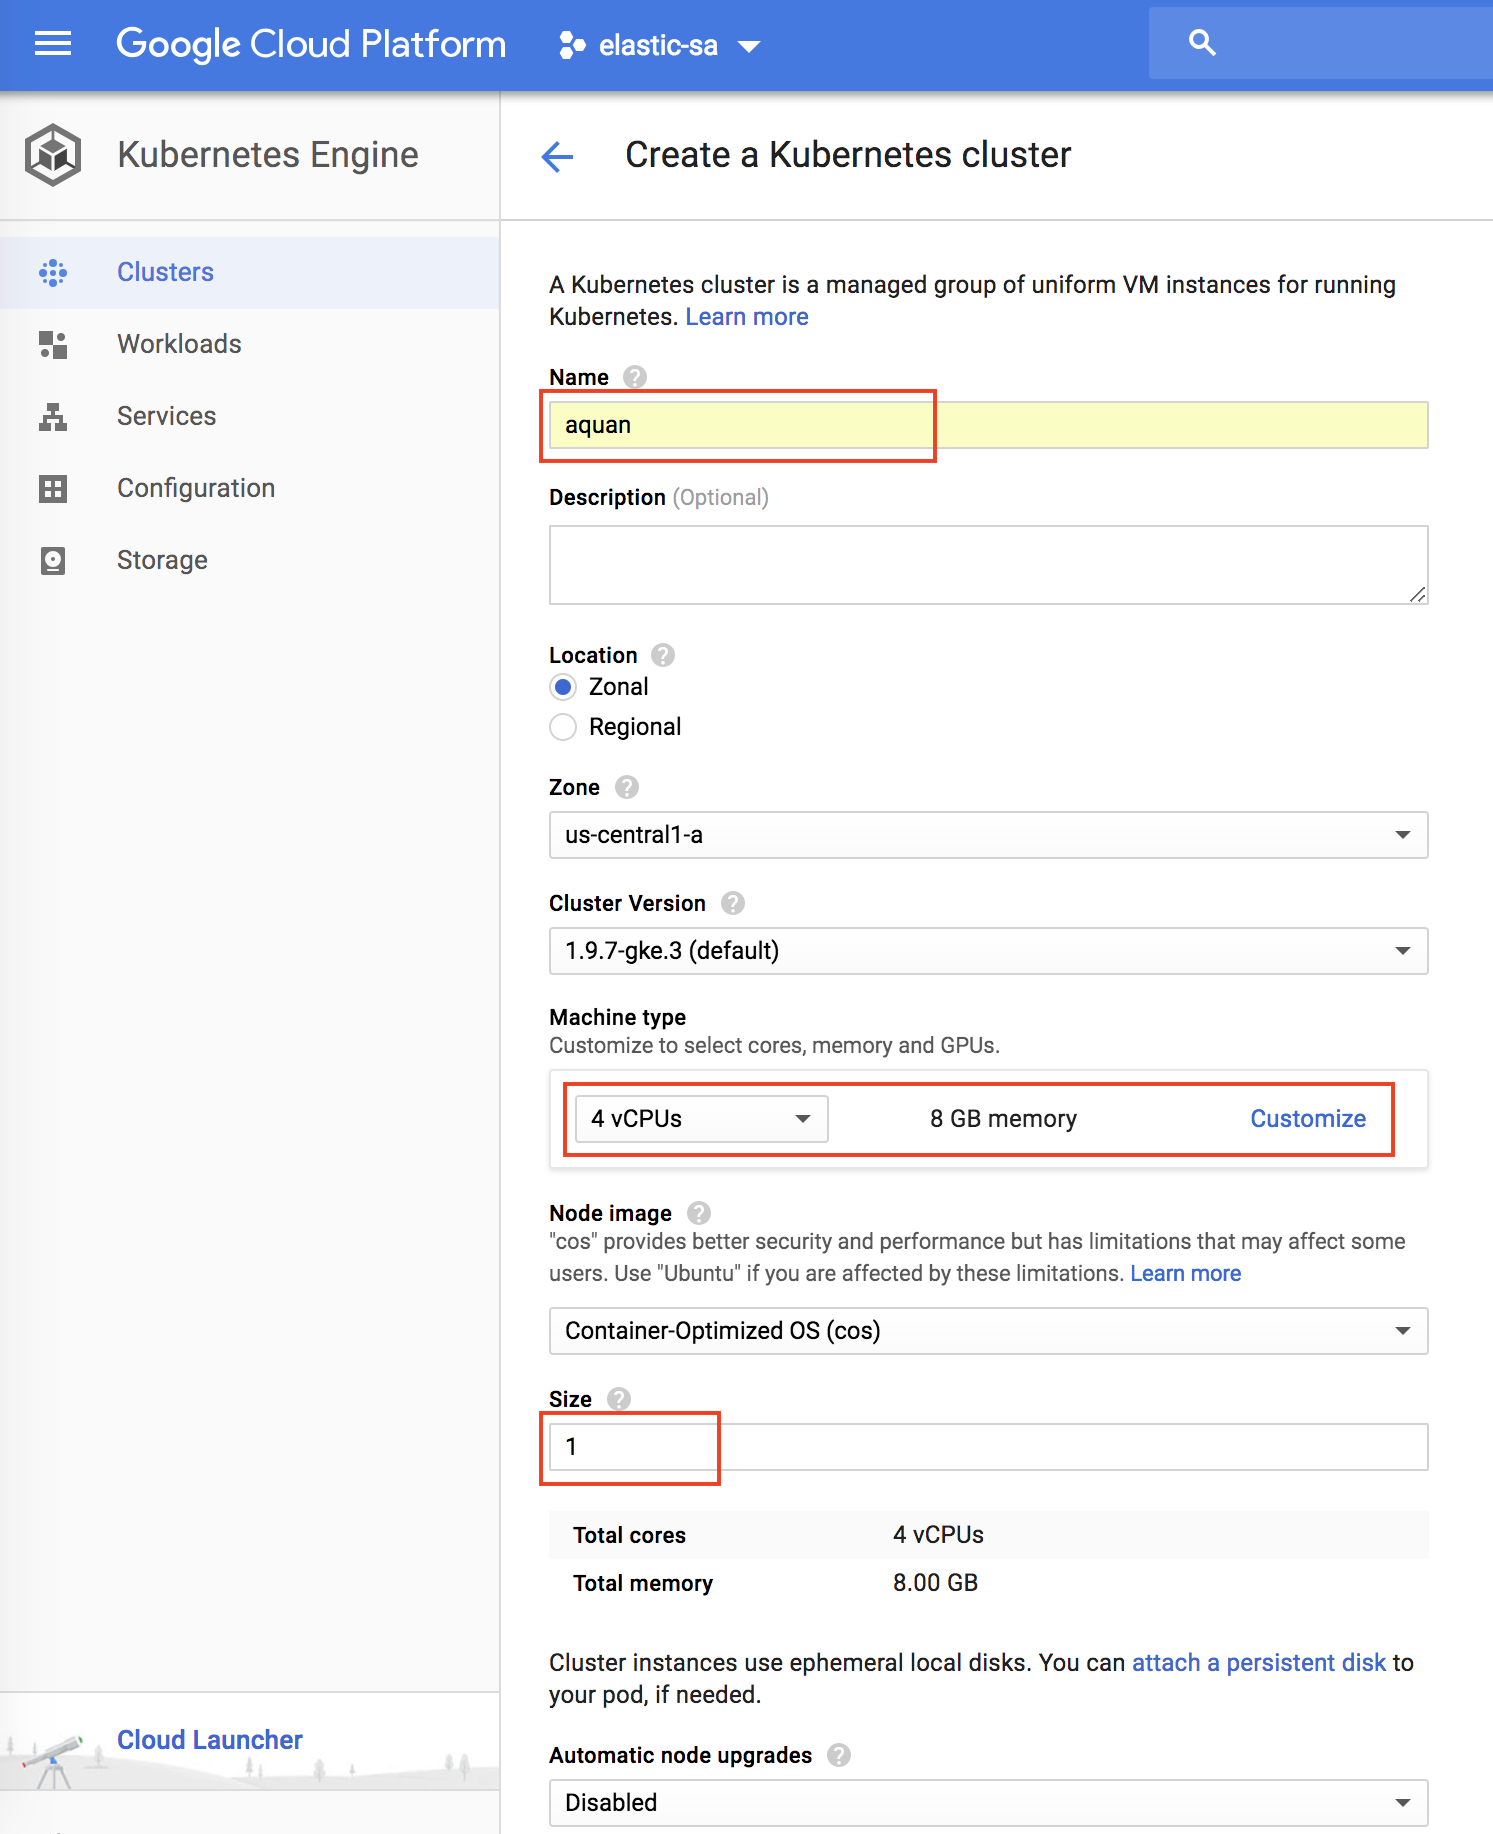 Google Cloud Platform
elastic-sa
Kubernetes Engine
Create a Kubernetes cluster
Clusters
Workloads
Services
Configuration
Storage
A Kubernetes cluster is a managed group of uniform VM instances for running
Kubernetes. Learn more
Name ?
aquan
Description (Optional)
Location ?
Zonal
Regional
Zone ?
us-central1-a
Cluster Version ?
1.9.7-gke.3 (default)
Machine type
Customize to select cores, memory and GPUs.
4 vCPUs 8 GB memory Customize
Node image ?
"cos" provides better security and performance but has limitations that may affect some
users. Use "Ubuntu" if you are affected by these limitations. Learn more
Container-Optimized OS (cos)
Size ?
1
Total cores 4 vCPUs
Total memory 8.00 GB
Cluster instances use ephemeral local disks. You can attach a persistent disk to
your pod, if needed.
Cloud Launcher
Automatic node upgrades ?
Disabled